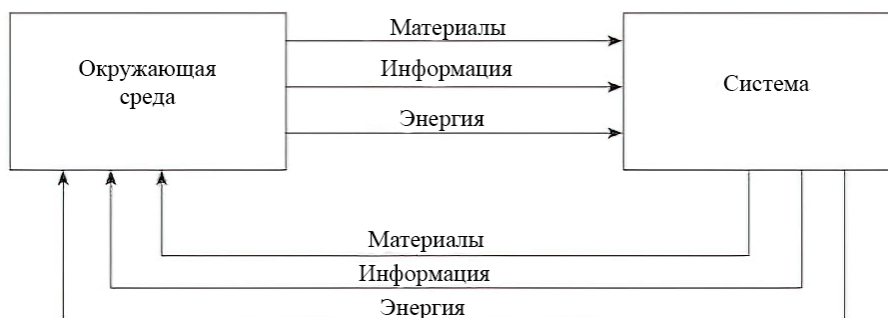 Материалы
Окружающая
среда
Информация
Система
Энергия
Материалы
Информация
Энергия